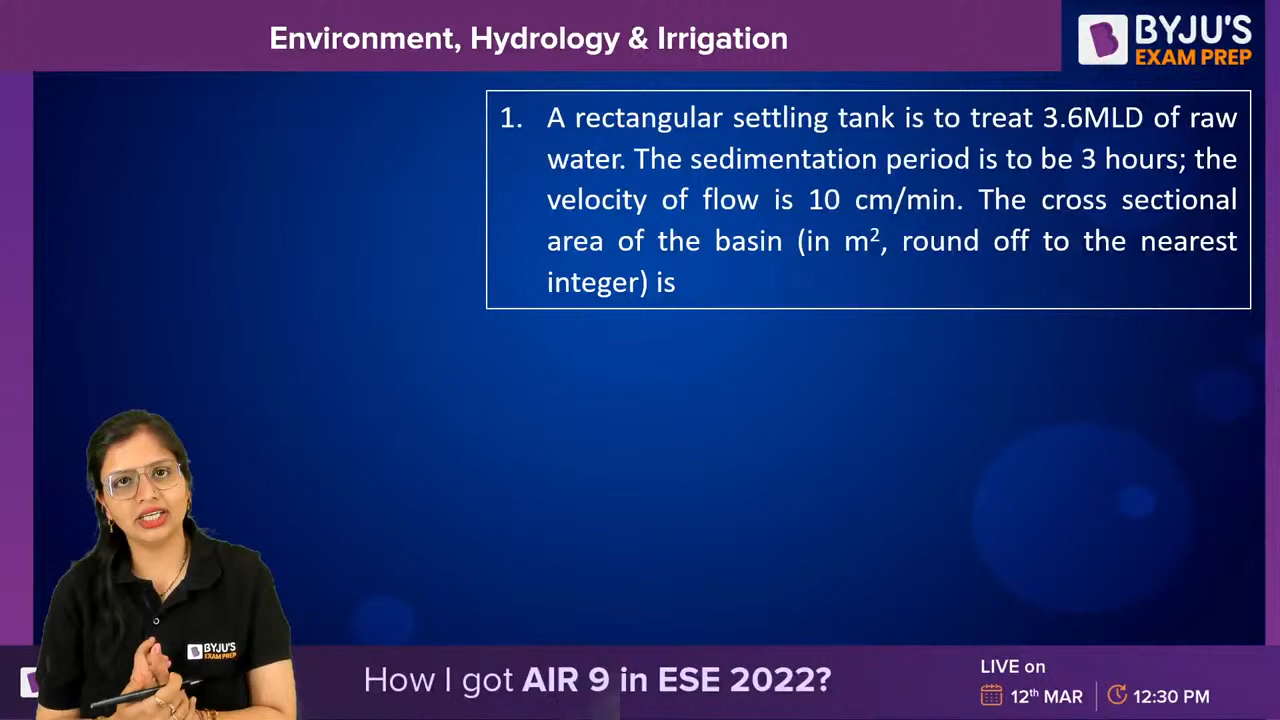 Environment, Hydrology & Irrigation
BYJU'S
EXAM PREP
1. A rectangular settling tank is to treat 3.6MLD of raw
water. The sedimentation period is to be 3 hours; the
velocity of flow is 10 cm/min. The cross sectional
area of the basin (in m², round off to the nearest
integer) is
BYJU'S
EXAM PREP
How I got AIR 9 in ESE 2022?
LIVE on
12th MAR
12:30 PM